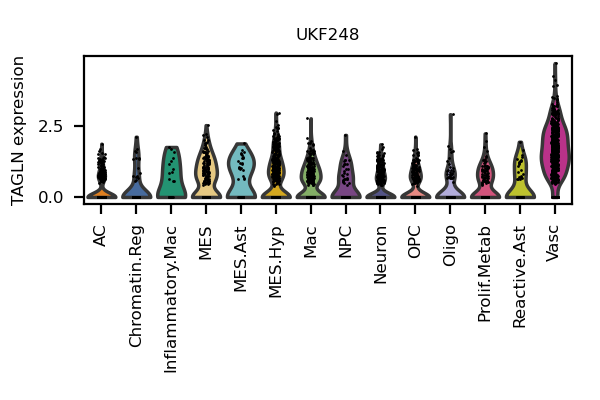 UKF248
TAGLN expression
2.5
0.0
AC
Chromatin.Reg
Inflammatory.Mac
MES
MES.Ast
MES.Hyp
Mac
NPC
Neuron
OPC
Oligo
Prolif.Metab
Reactive.Ast
Vasc